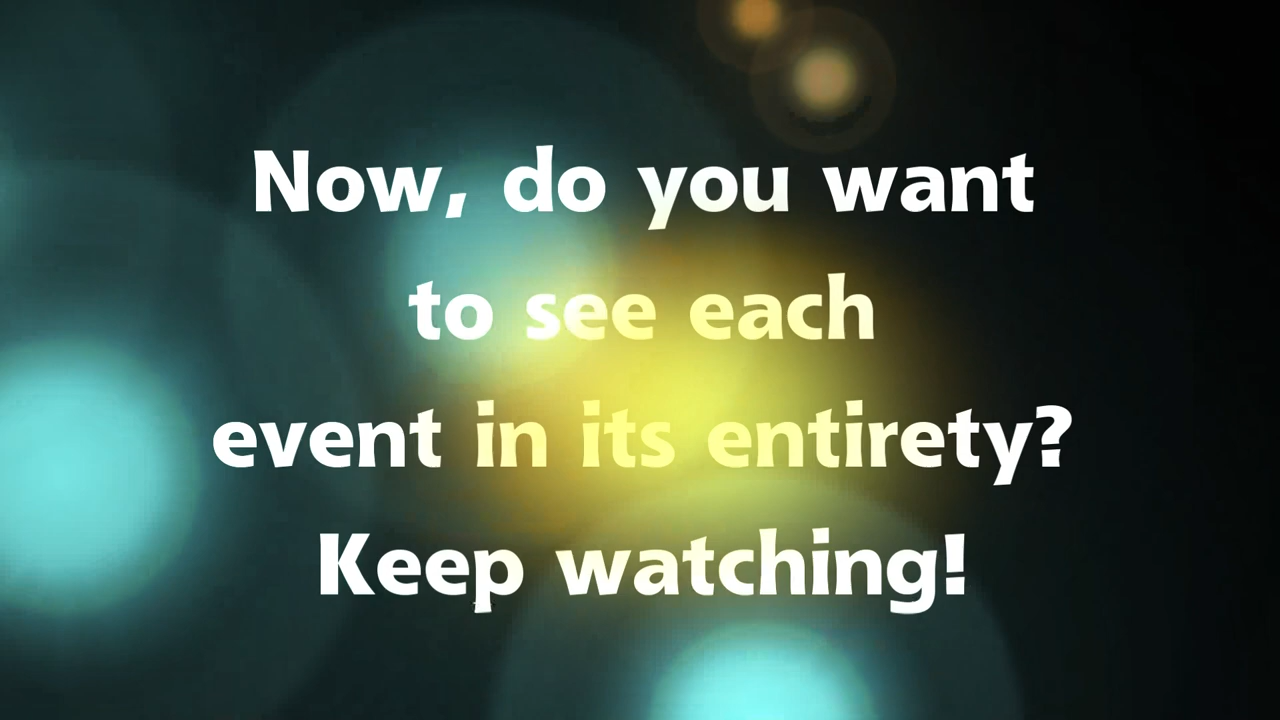 Now, do you want
to see each
event in its entirety?
Keep watching!